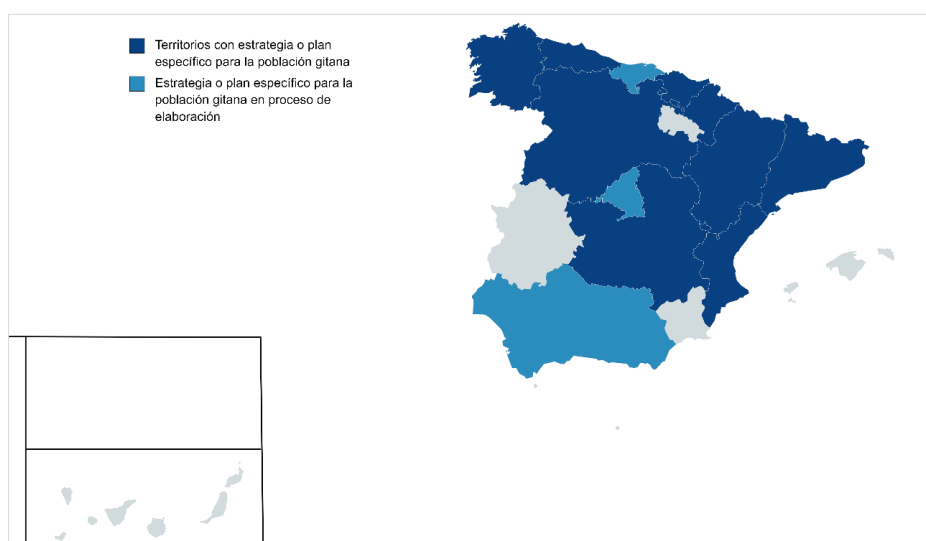 Territorios con estrategia o plan
específico para la población gitana
Estrategia o plan específico para la
población gitana en proceso de
elaboración